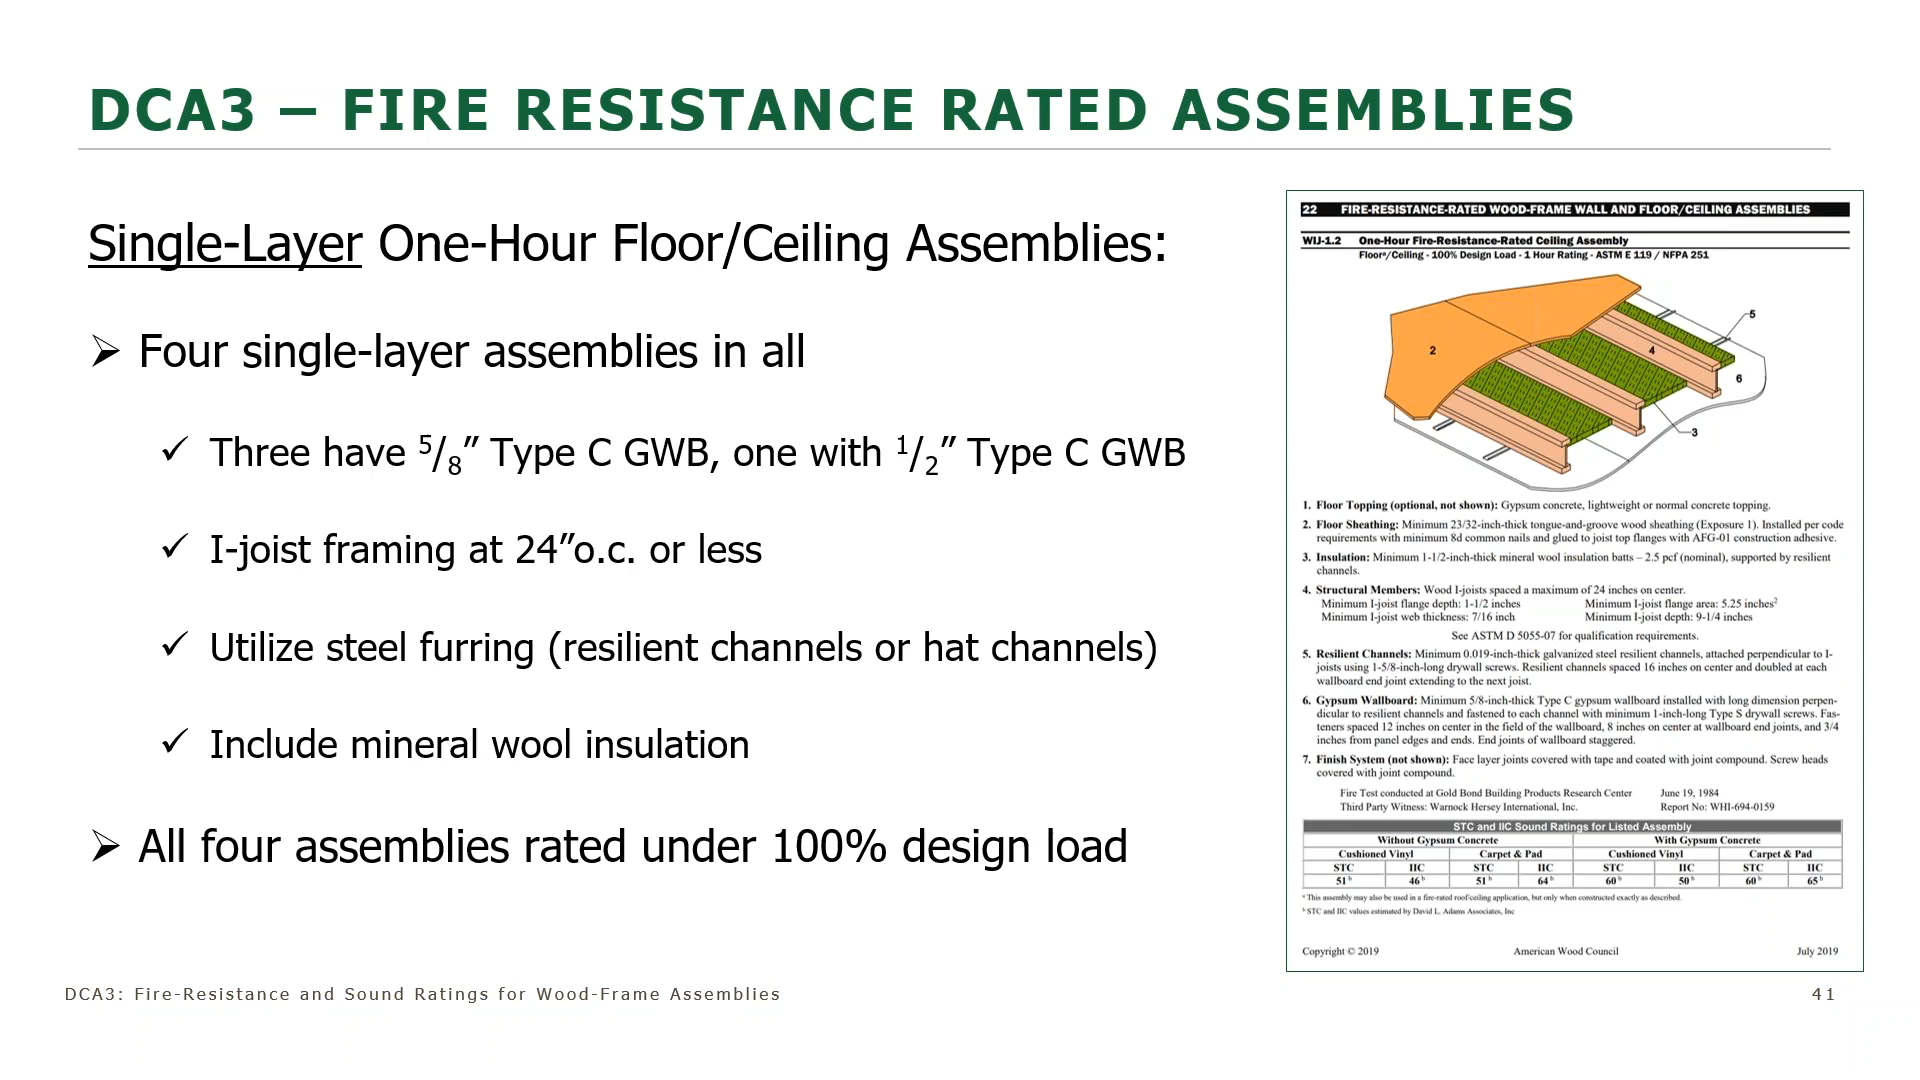 DCA3 – FIRE RESISTANCE RATED ASSEMBLIES
Single-Layer One-Hour Floor/Ceiling Assemblies:
➢ Four single-layer assemblies in all
✓ Three have 5/8” Type C GWB, one with 1/2” Type C GWB
✓ I-joist framing at 24”o.c. or less
✓ Utilize steel furring (resilient channels or hat channels)
✓ Include mineral wool insulation
➢ All four assemblies rated under 100% design load
22 FIRE-RESISTANCE-RATED WOOD-FRAME WALL AND FLOOR/CEILING ASSEMBLIES
WIJ-1.2 One-Hour Fire-Resistance-Rated Ceiling Assembly
Floorᵃ/Ceiling - 100% Design Load - 1 Hour Rating - ASTM E 119 / NFPA 251
5
2
4
6
3
1. Floor Topping (optional, not shown): Gypsum concrete, lightweight or normal concrete topping.
2. Floor Sheathing: Minimum 23/32-inch-thick tongue-and-groove wood sheathing (Exposure 1). Installed per code
requirements with minimum 8d common nails and glued to joist top flanges with AFG-01 construction adhesive.
3. Insulation: Minimum 1-1/2-inch-thick mineral wool insulation batts – 2.5 pcf (nominal), supported by resilient
channels.
4. Structural Members: Wood I-joists spaced a maximum of 24 inches on center.
Minimum I-joist flange depth: 1-1/2 inches Minimum I-joist flange area: 5.25 inches²
Minimum I-joist web thickness: 7/16 inch Minimum I-joist depth: 9-1/4 inches
See ASTM D 5055-07 for qualification requirements.
5. Resilient Channels: Minimum 0.019-inch-thick galvanized steel resilient channels, attached perpendicular to I-
joists using 1-5/8-inch-long drywall screws. Resilient channels spaced 16 inches on center and doubled at each
wallboard end joint extending to the next joist.
6. Gypsum Wallboard: Minimum 5/8-inch-thick Type C gypsum wallboard installed with long dimension perpen-
dicular to resilient channels and fastened to each channel with minimum 1-inch-long Type S drywall screws. Fas-
teners spaced 12 inches on center in the field of the wallboard, 8 inches on center at wallboard end joints, and 3/4
inches from panel edges and ends. End joints of wallboard staggered.
7. Finish System (not shown): Face layer joints covered with tape and coated with joint compound. Screw heads
covered with joint compound.
Fire Test conducted at Gold Bond Building Products Research Center June 19, 1984
Third Party Witness: Warnock Hersey International, Inc. Report No: WHI-694-0159
STC and IIC Sound Ratings for Listed Assembly
Without Gypsum Concrete With Gypsum Concrete
Cushioned Vinyl Carpet & Pad Cushioned Vinyl Carpet & Pad
STC IIC STC IIC STC IIC STC IIC
51ᵇ 46ᵇ 51ᵇ 64ᵇ 60ᵇ 50ᵇ 60ᵇ 65ᵇ
ᵃ This assembly may also be used in a fire-rated roof/ceiling application, but only when constructed exactly as described.
ᵇ STC and IIC values estimated by David L. Adams Associates, Inc
Copyright © 2019 American Wood Council July 2019
DCA3: Fire-Resistance and Sound Ratings for Wood-Frame Assemblies 41